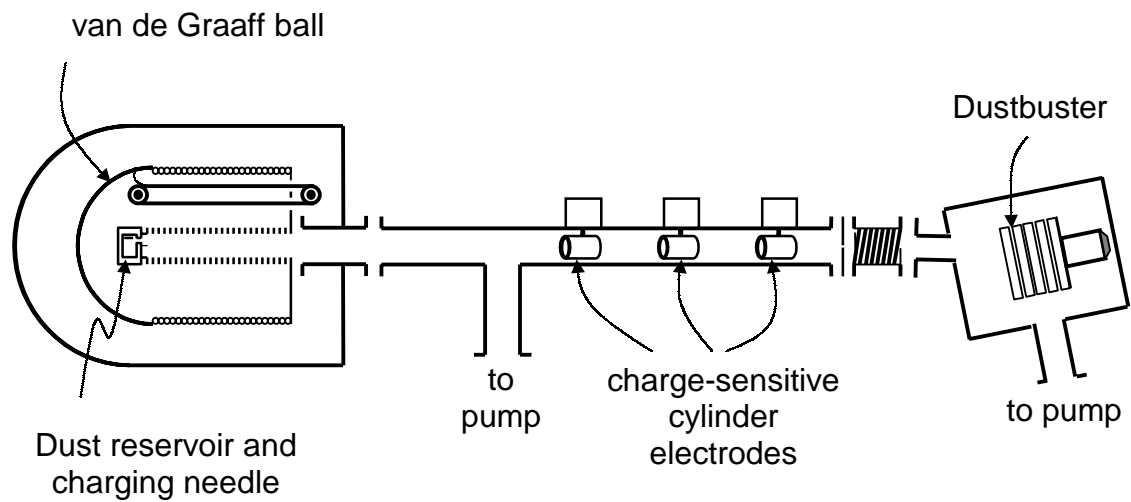 van de Graaff ball
Dustbuster
to
pump
charge-sensitive
cylinder
electrodes
to pump
Dust reservoir and
charging needle